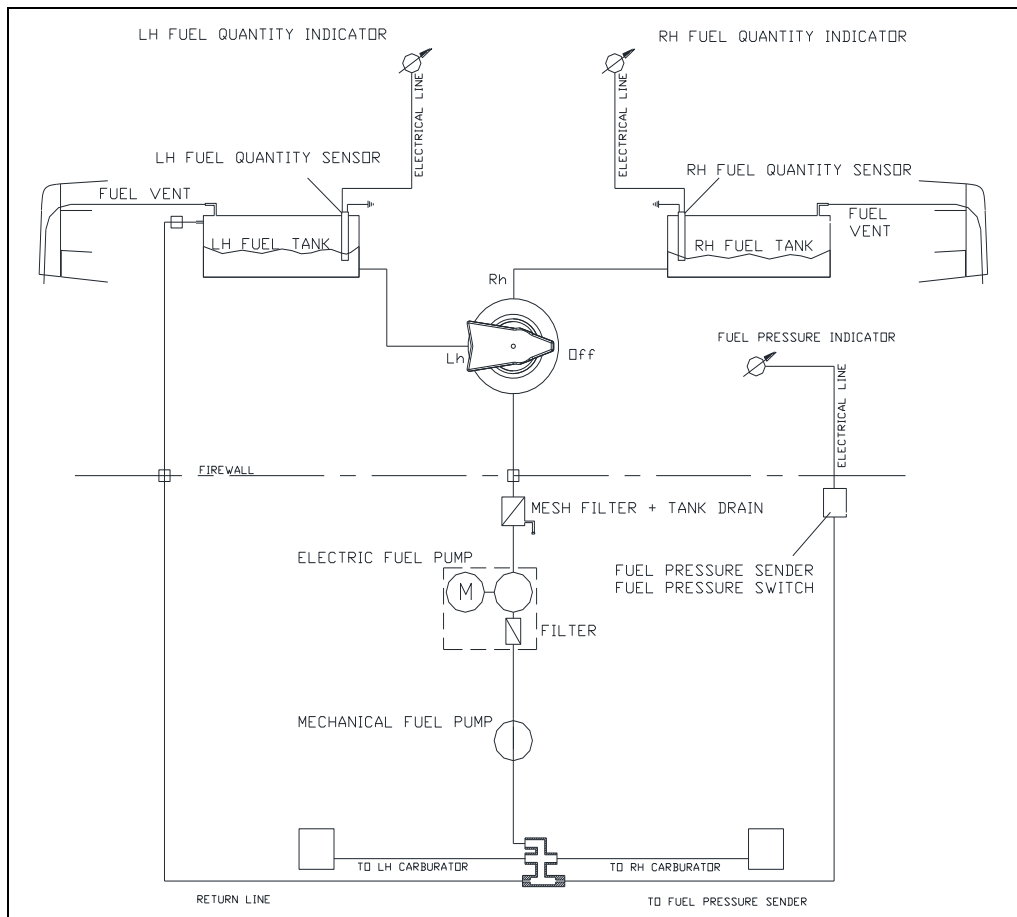 LH FUEL QUANTITY INDICATOR
RH FUEL QUANTITY INDICATOR
ELECTRICAL LINE
ELECTRICAL LINE
LH FUEL QUANTITY SENSOR
RH FUEL QUANTITY SENSOR
FUEL VENT
FUEL
VENT
LH FUEL TANK
RH FUEL TANK
Rh
Lh
Off
FUEL PRESSURE INDICATOR
ELECTRICAL LINE
FIREWALL
MESH FILTER + TANK DRAIN
ELECTRIC FUEL PUMP
M
FUEL PRESSURE SENDER
FUEL PRESSURE SWITCH
FILTER
MECHANICAL FUEL PUMP
TO LH CARBURATOR
TO RH CARBURATOR
RETURN LINE
TO FUEL PRESSURE SENDER